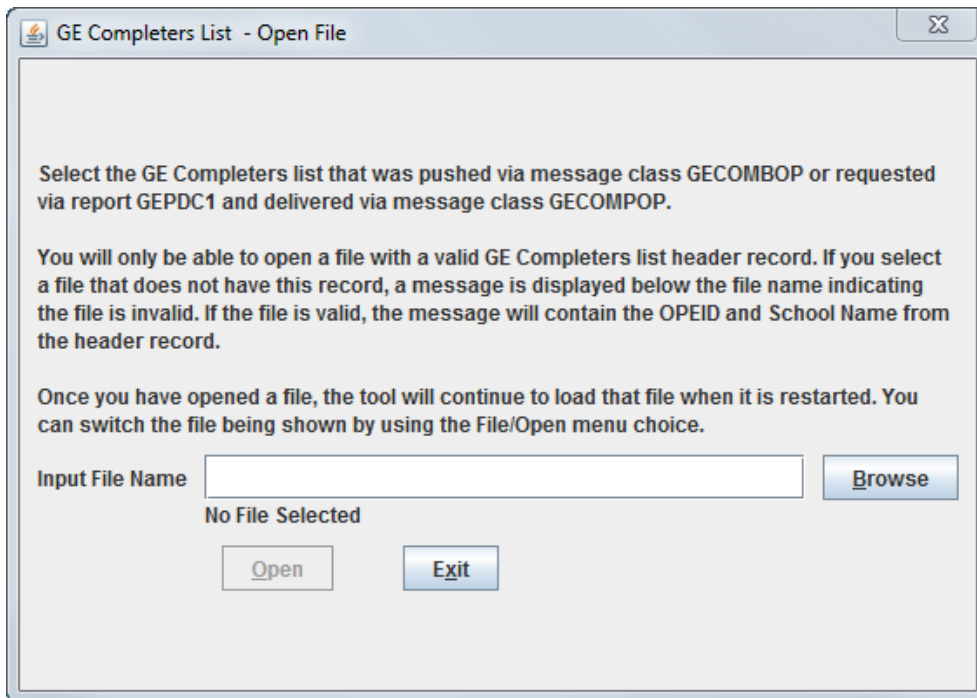 GE Completers List - Open File
Select the GE Completers list that was pushed via message class GECOMBOP or requested
via report GEPDC1 and delivered via message class GECOMPOP.
You will only be able to open a file with a valid GE Completers list header record. If you select
a file that does not have this record, a message is displayed below the file name indicating
the file is invalid. If the file is valid, the message will contain the OPEID and School Name from
the header record.
Once you have opened a file, the tool will continue to load that file when it is restarted. You
can switch the file being shown by using the File/Open menu choice.
Input File Name
Browse
No File Selected
Open
Exit